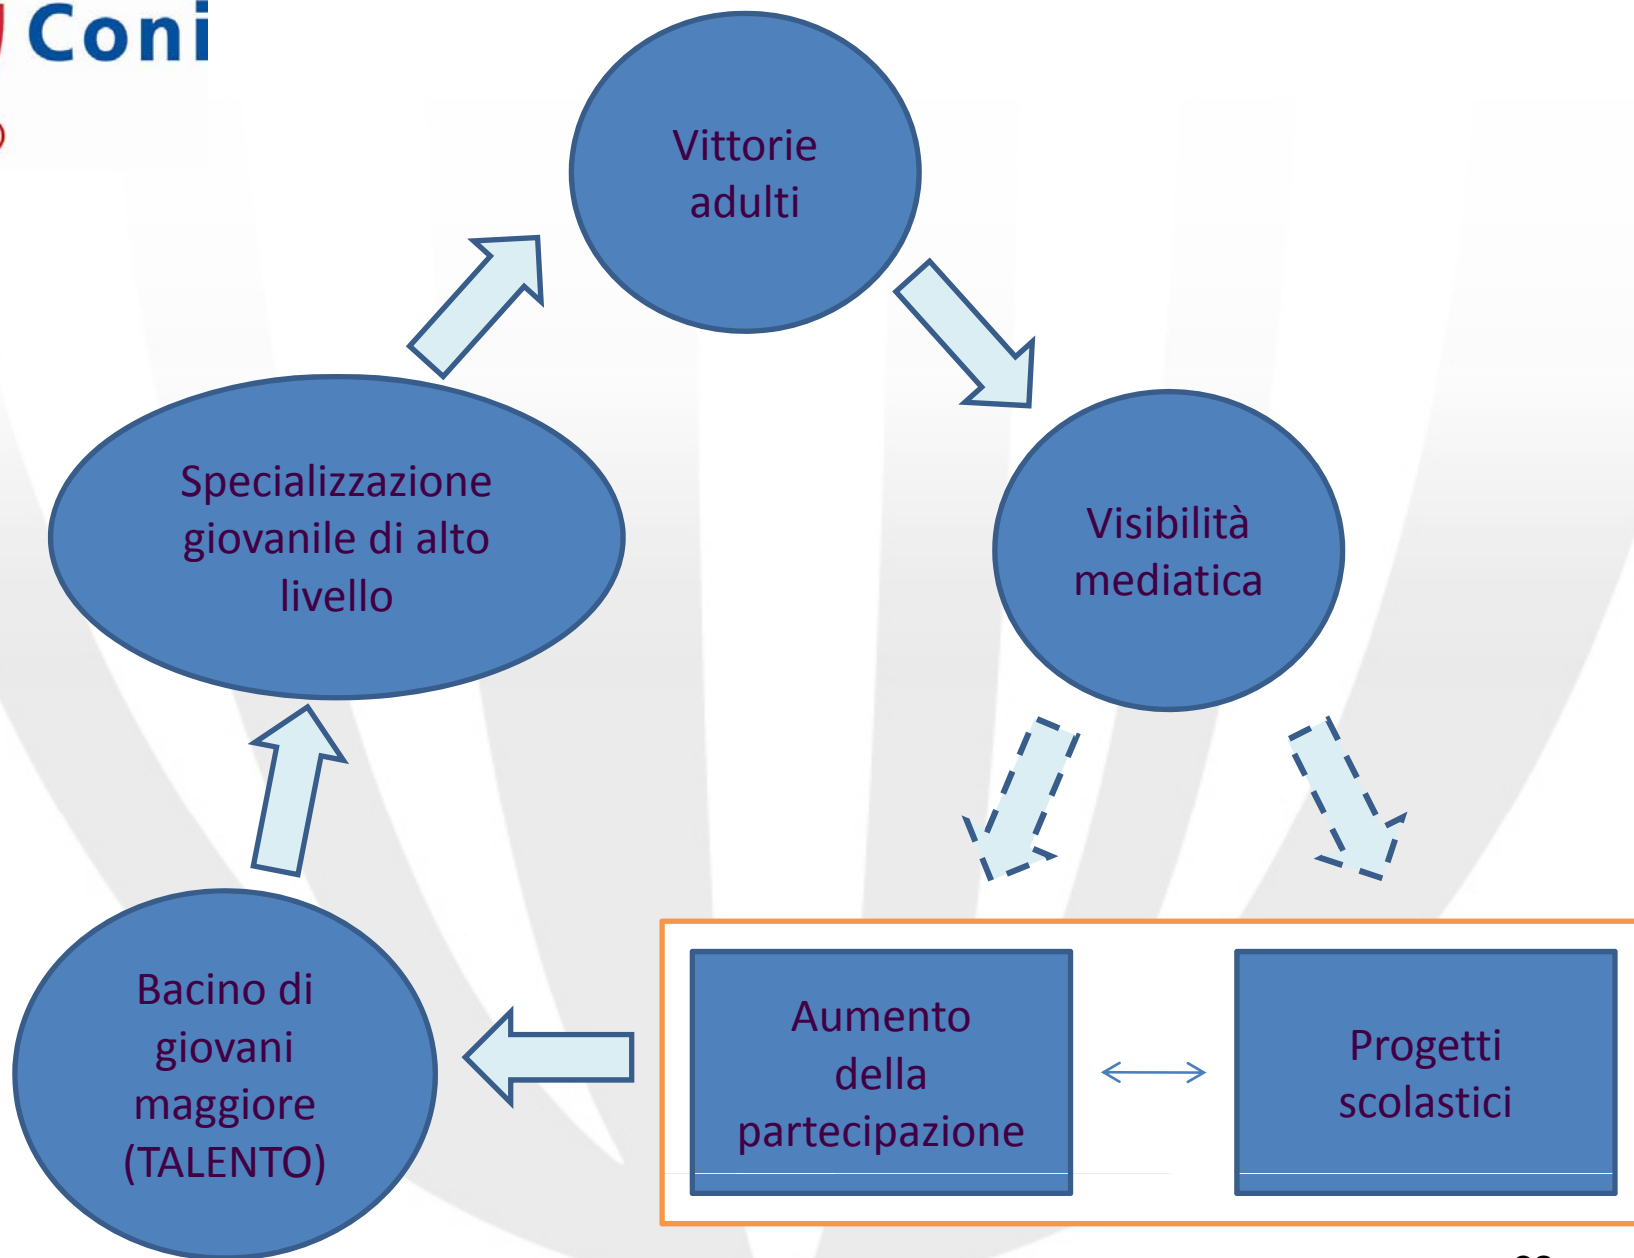 Coni
Vittorie
adulti
Specializzazione
giovanile di alto
livello
Visibilità
mediatica
Bacino di
giovani
maggiore
(TALENTO)
Aumento
della
partecipazione
Progetti
scolastici